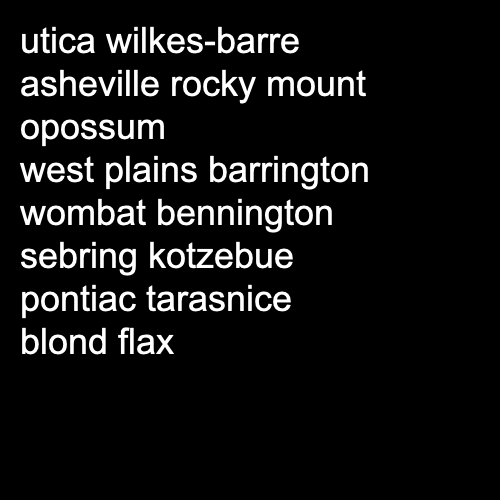 utica wilkes-barre
asheville rocky mount
opossum
west plains barrington
wombat bennington
sebring kotzebue
pontiac tarasnice
blond flax